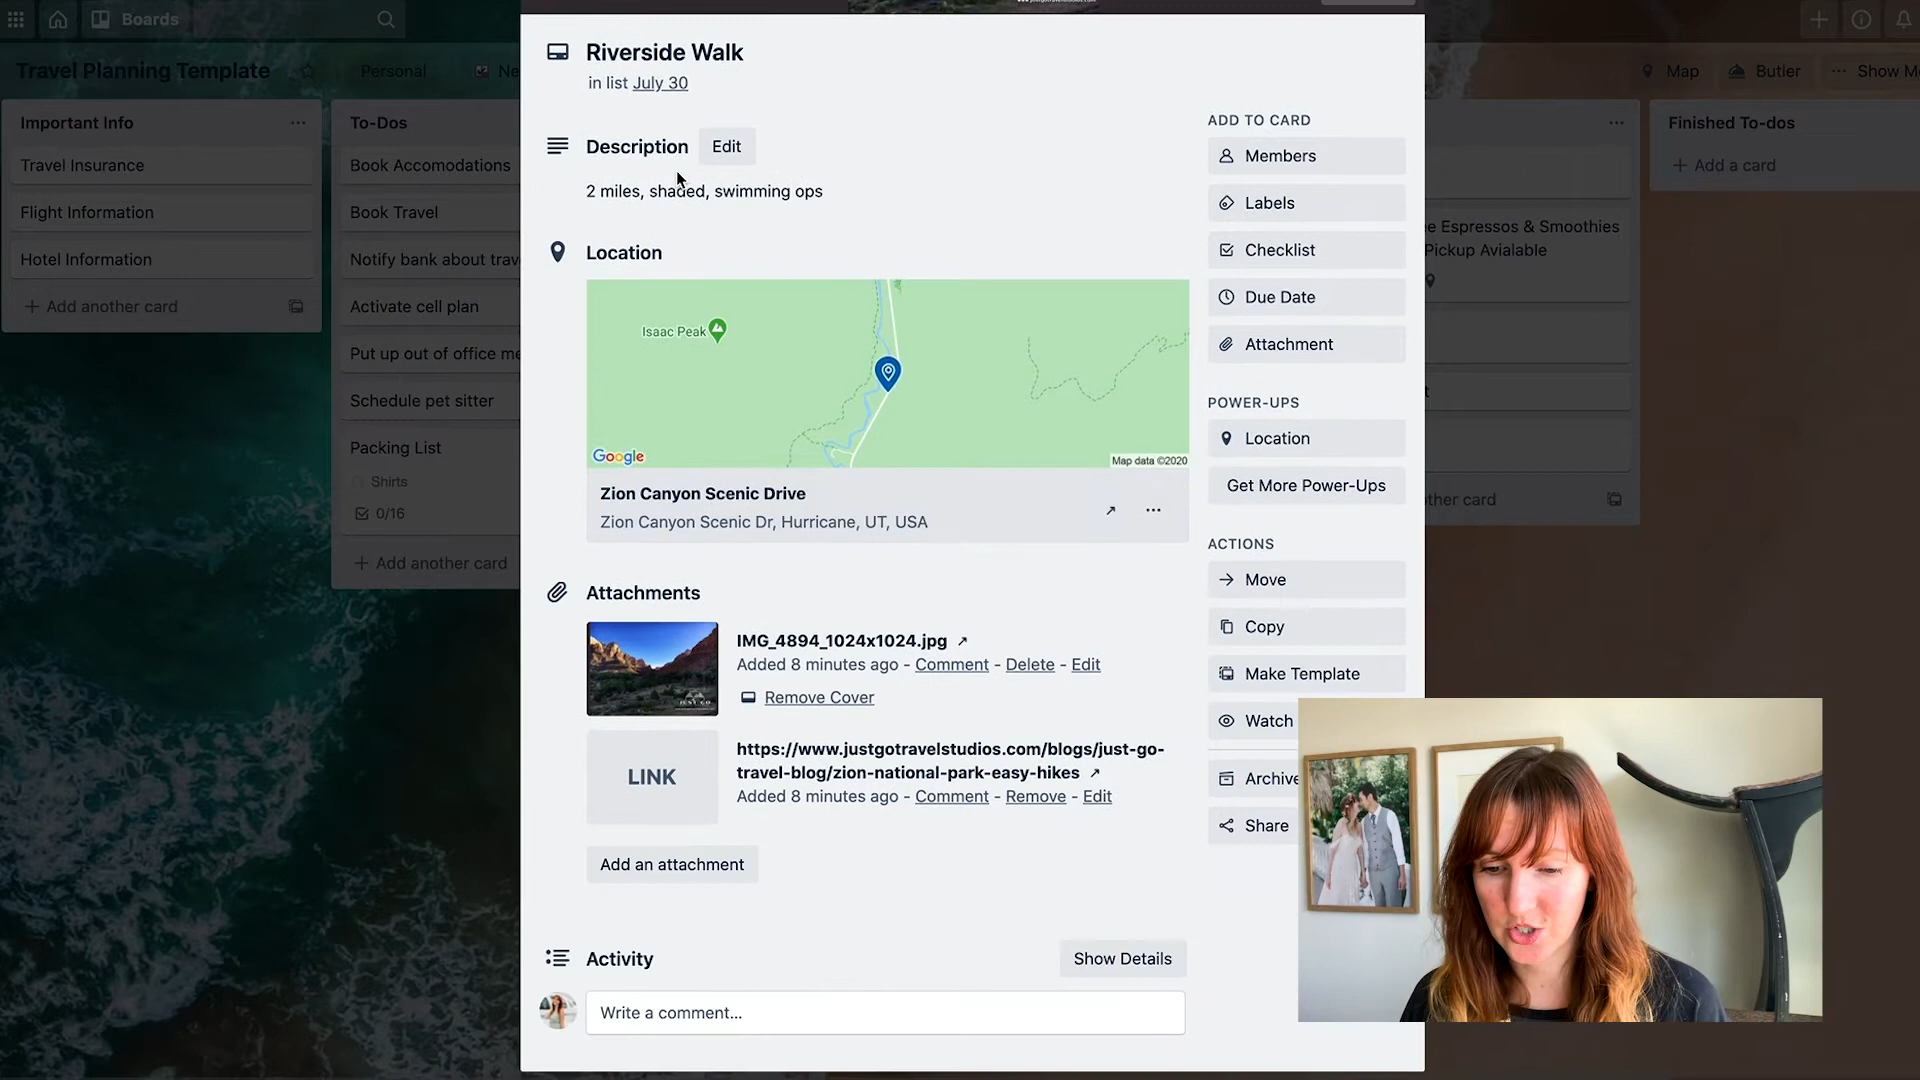 Boards
Travel Planning Template
Personal
Ne
Map
Butler
Show M
Important Info
Travel Insurance
Flight Information
Hotel Information
Add another card
To-Dos
Book Accomodations
Book Travel
Notify bank about trav
Activate cell plan
Put up out of office me
Schedule pet sitter
Packing List
Shirts
0/16
Add another card
Riverside Walk
in list July 30
Description
Edit
2 miles, shaded, swimming ops
Location
Isaac Peak
Google
Map data ©2020
Zion Canyon Scenic Drive
Zion Canyon Scenic Dr, Hurricane, UT, USA
Attachments
IMG_4894_1024x1024.jpg
Added 8 minutes ago - Comment - Delete - Edit
Remove Cover
LINK
https://www.justgotravelstudios.com/blogs/just-go-
travel-blog/zion-national-park-easy-hikes
Added 8 minutes ago - Comment - Remove - Edit
Add an attachment
Activity
Show Details
Write a comment...
ADD TO CARD
Members
Labels
Checklist
Due Date
Attachment
POWER-UPS
Location
Get More Power-Ups
ACTIONS
Move
Copy
Make Template
Watch
Archive
Share
e Espressos & Smoothies
Pickup Avialable
t
her card
Finished To-dos
Add a card